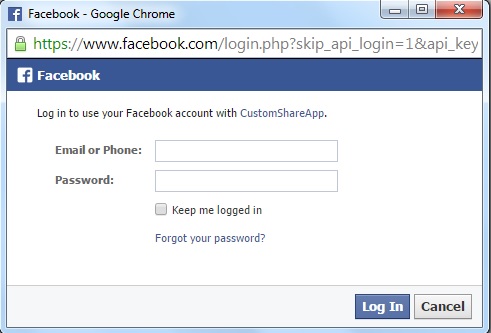 Facebook - Google Chrome
https://www.facebook.com/login.php?skip_api_login=1&api_key
Facebook
Log in to use your Facebook account with CustomShareApp.
Email or Phone:
Password:
Keep me logged in
Forgot your password?
Log In Cancel